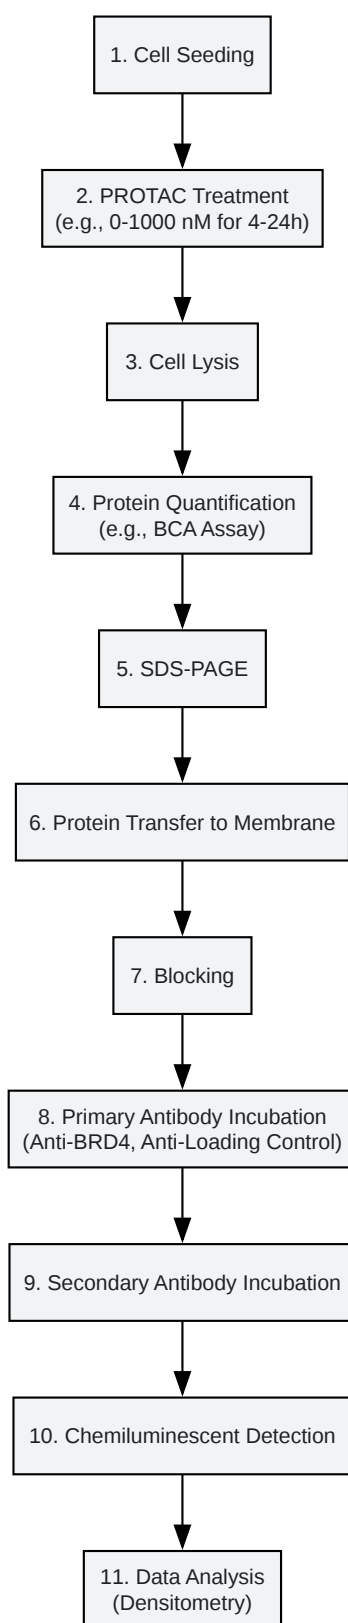 1. Cell Seeding
2. PROTAC Treatment
(e.g., 0-1000 nM for 4-24h)
3. Cell Lysis
4. Protein Quantification
(e.g., BCA Assay)
5. SDS-PAGE
6. Protein Transfer to Membrane
7. Blocking
8. Primary Antibody Incubation
(Anti-BRD4, Anti-Loading Control)
9. Secondary Antibody Incubation
10. Chemiluminescent Detection
11. Data Analysis
(Densitometry)